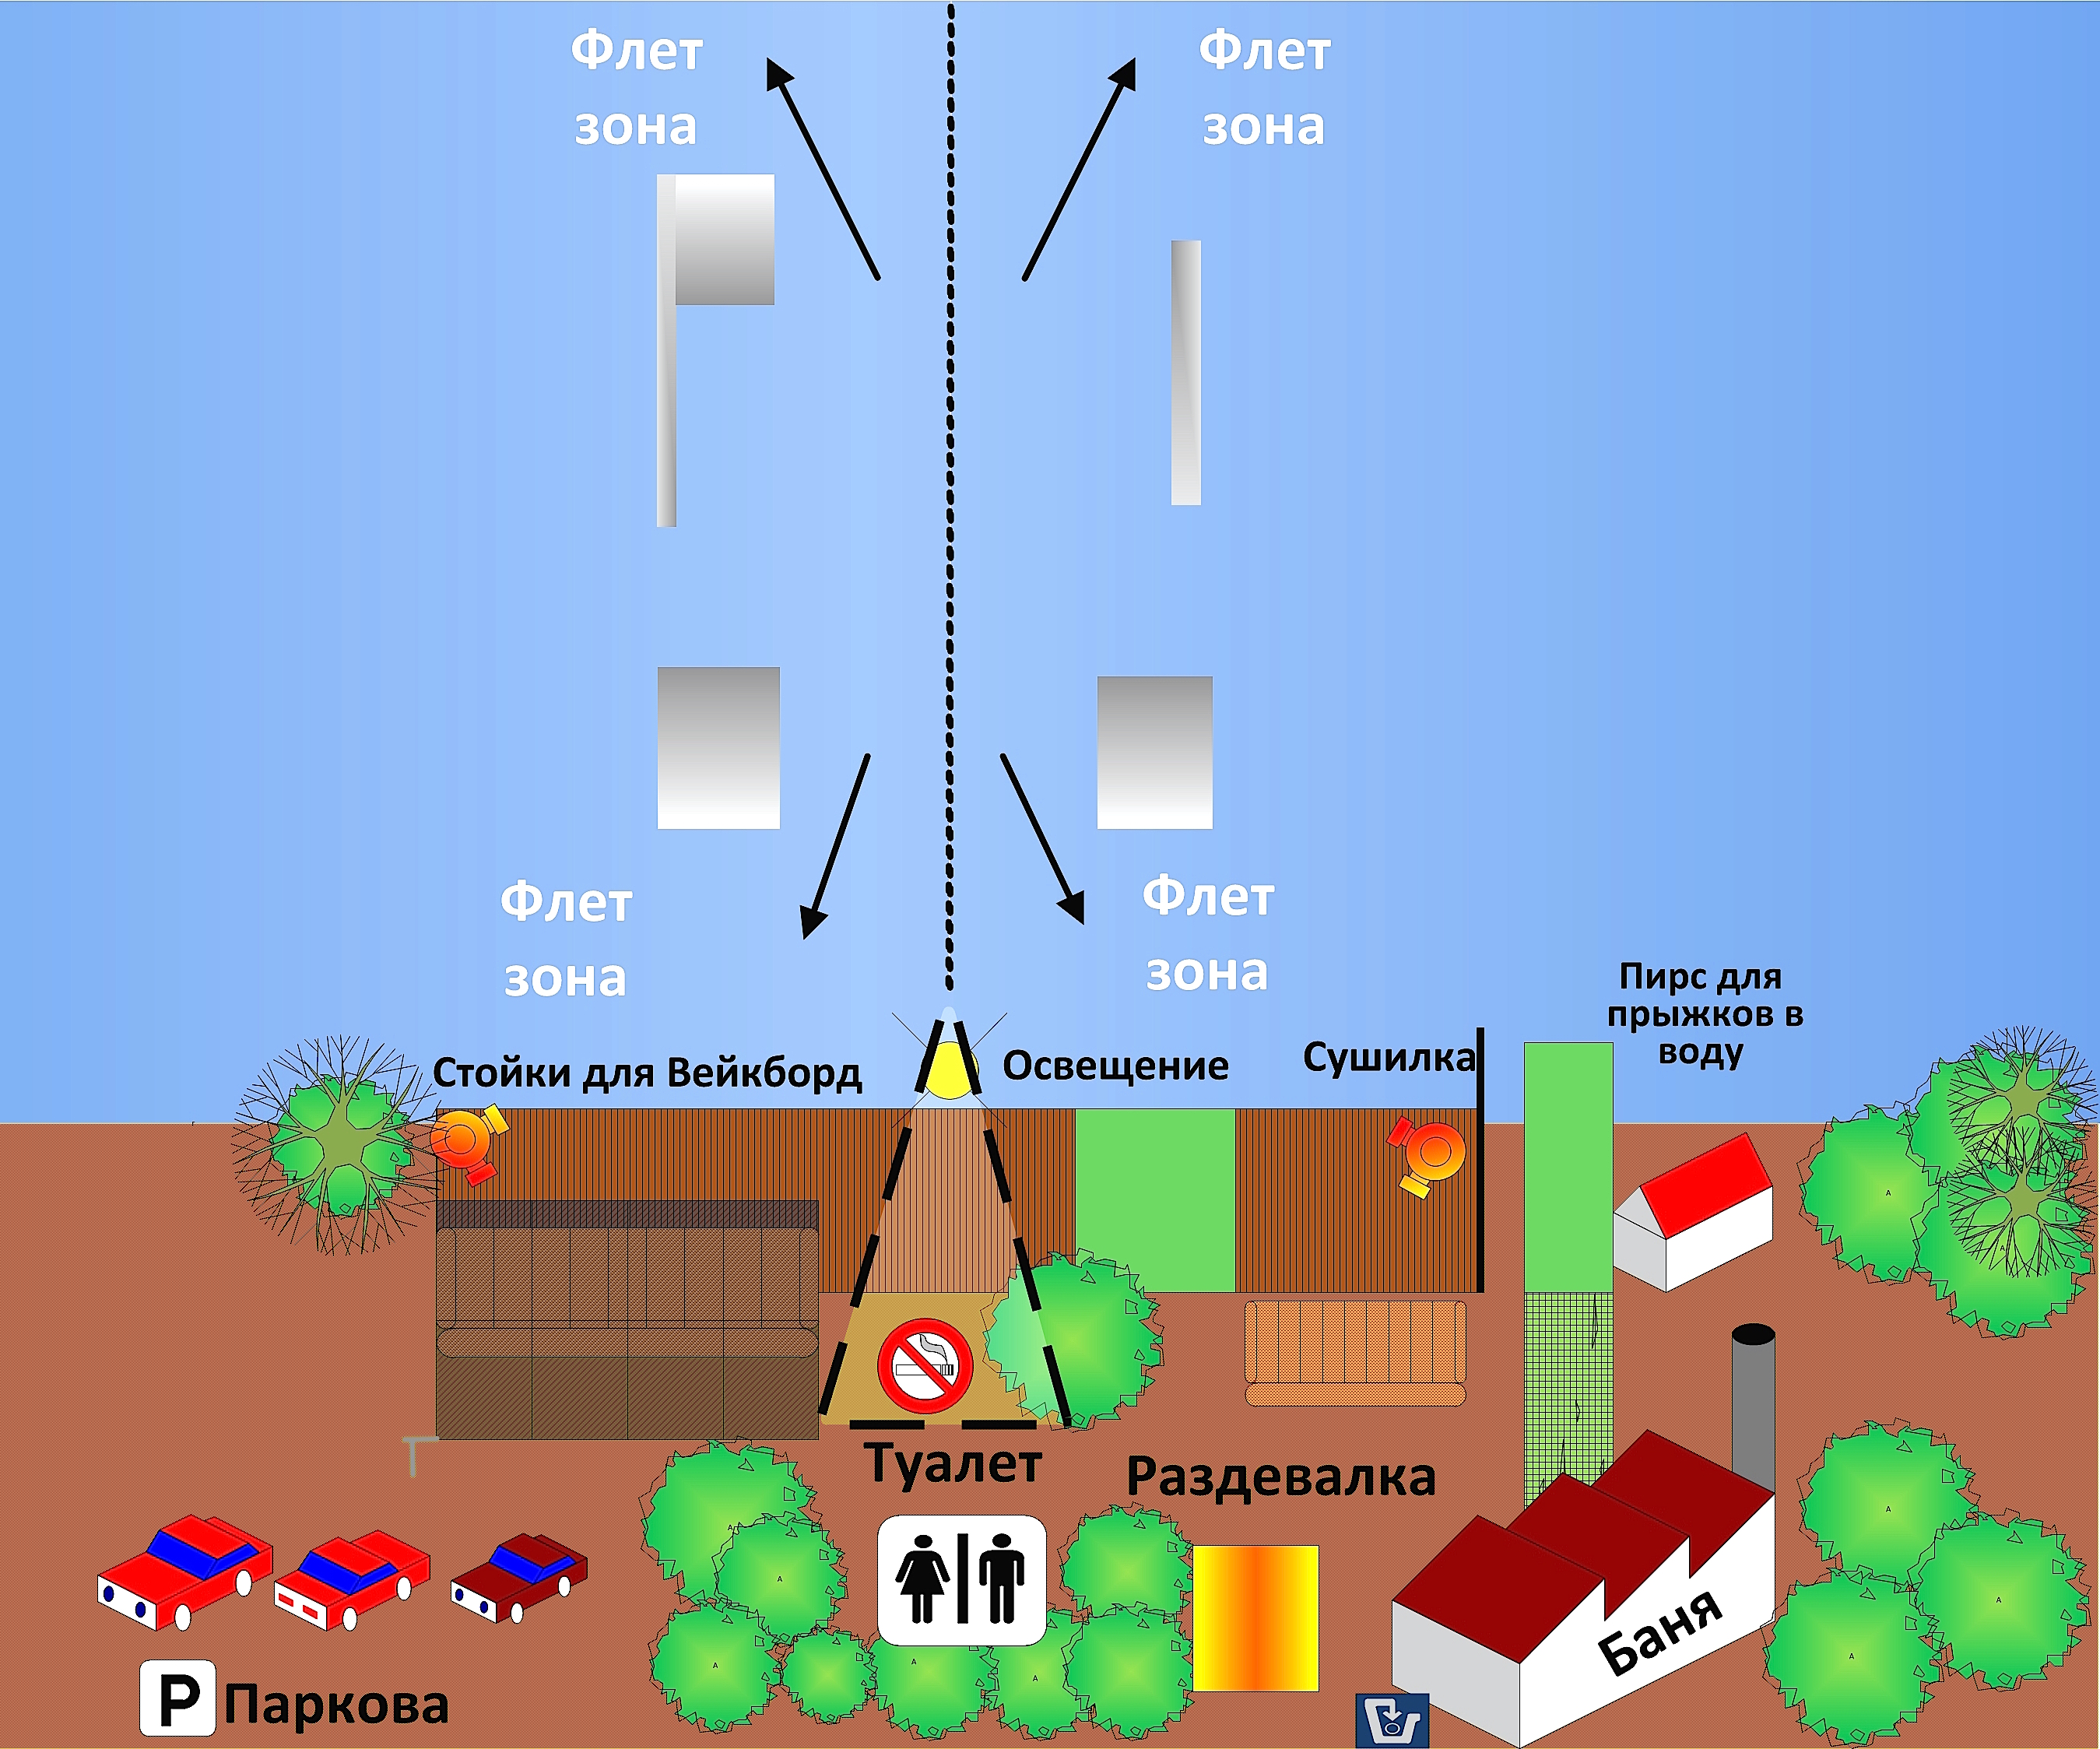 Флет
зона
Флет
зона
Флет
зона
Флет
зона
Пирс для
прыжков в
воду
Стойки для Вейкборд
Освещение
Сушилка
Туалет
Раздевалка
Баня
P Паркова